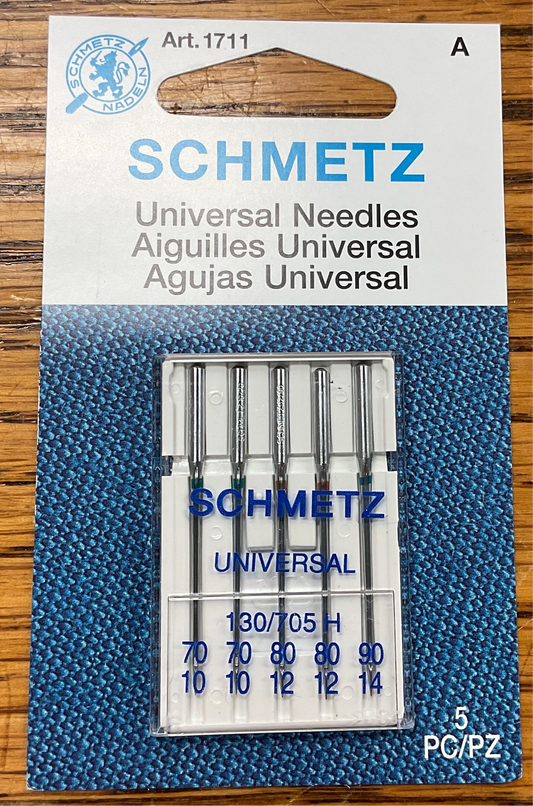 SCHMETZ
NADELN
Art.1711
A
SCHMETZ
Universal Needles
Aiguilles Universal
Agujas Universal
SCHMETZ
UNIVERSAL
130/705 H
70 70 80 80 90
10 10 12 12 14
5
PC/PZ